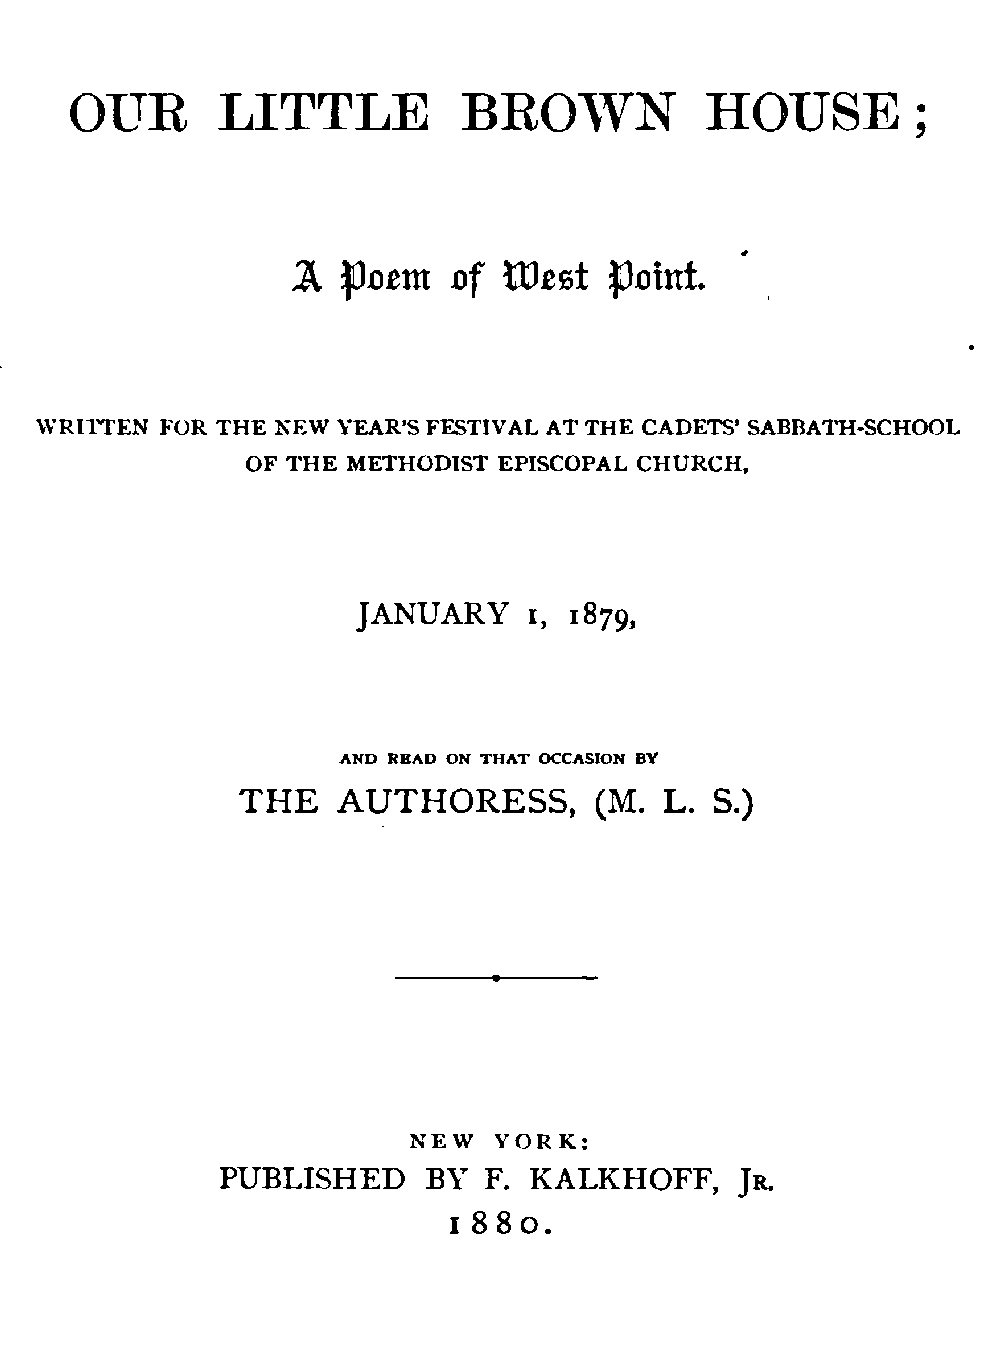 OUR LITTLE BROWN HOUSE;
A Poem of West Point.
WRITTEN FOR THE NEW YEAR'S FESTIVAL AT THE CADETS' SABBATH-SCHOOL
OF THE METHODIST EPISCOPAL CHURCH,
JANUARY 1, 1879,
AND READ ON THAT OCCASION BY
THE AUTHORESS, (M. L. S.)
NEW YORK:
PUBLISHED BY F. KALKHOFF, JR.
1880.